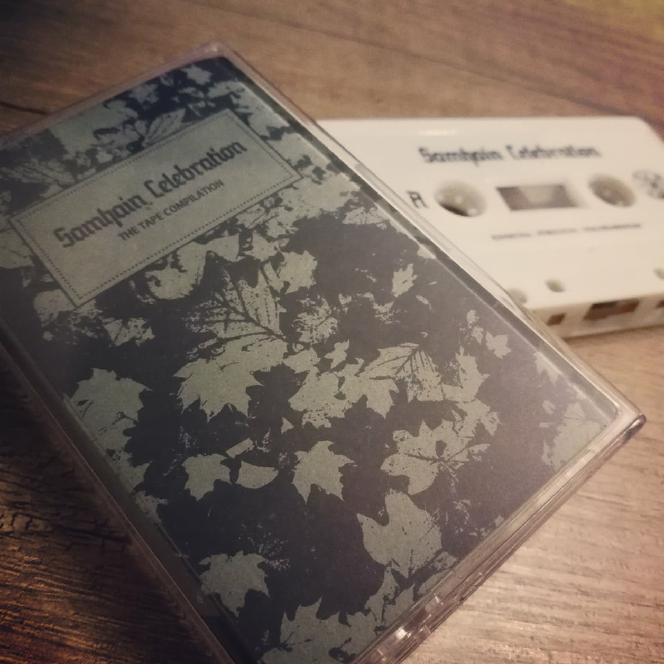 Samhain Celebration
THE TAPE COMPILATION
Samhain Celebration
A